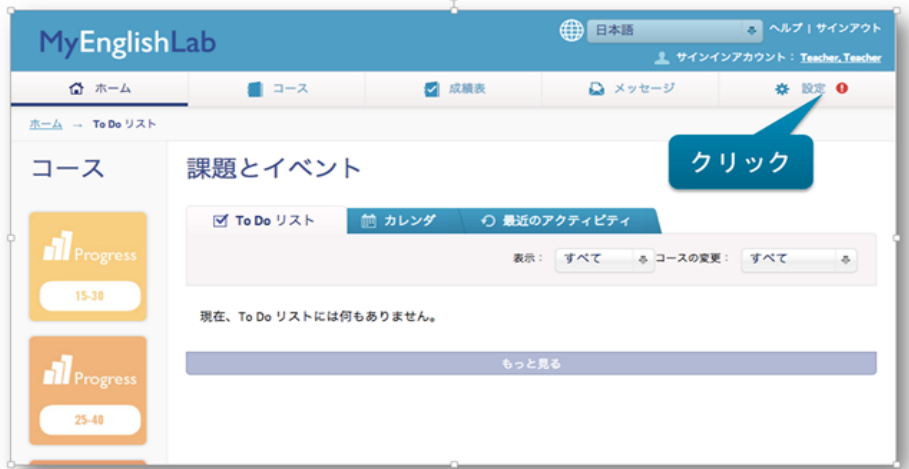 MyEnglishLab
日本語
ヘルプ | サインアウト
サインインアカウント： Teacher, Teacher
ホーム
コース
成績表
メッセージ
設定
ホーム → To Do リスト
クリック
コース
課題とイベント
To Do リスト
カレンダ
最近のアクティビティ
表示： すべて コースの変更： すべて
Progress
15-30
現在、To Do リストには何もありません。
もっと見る
Progress
25-40